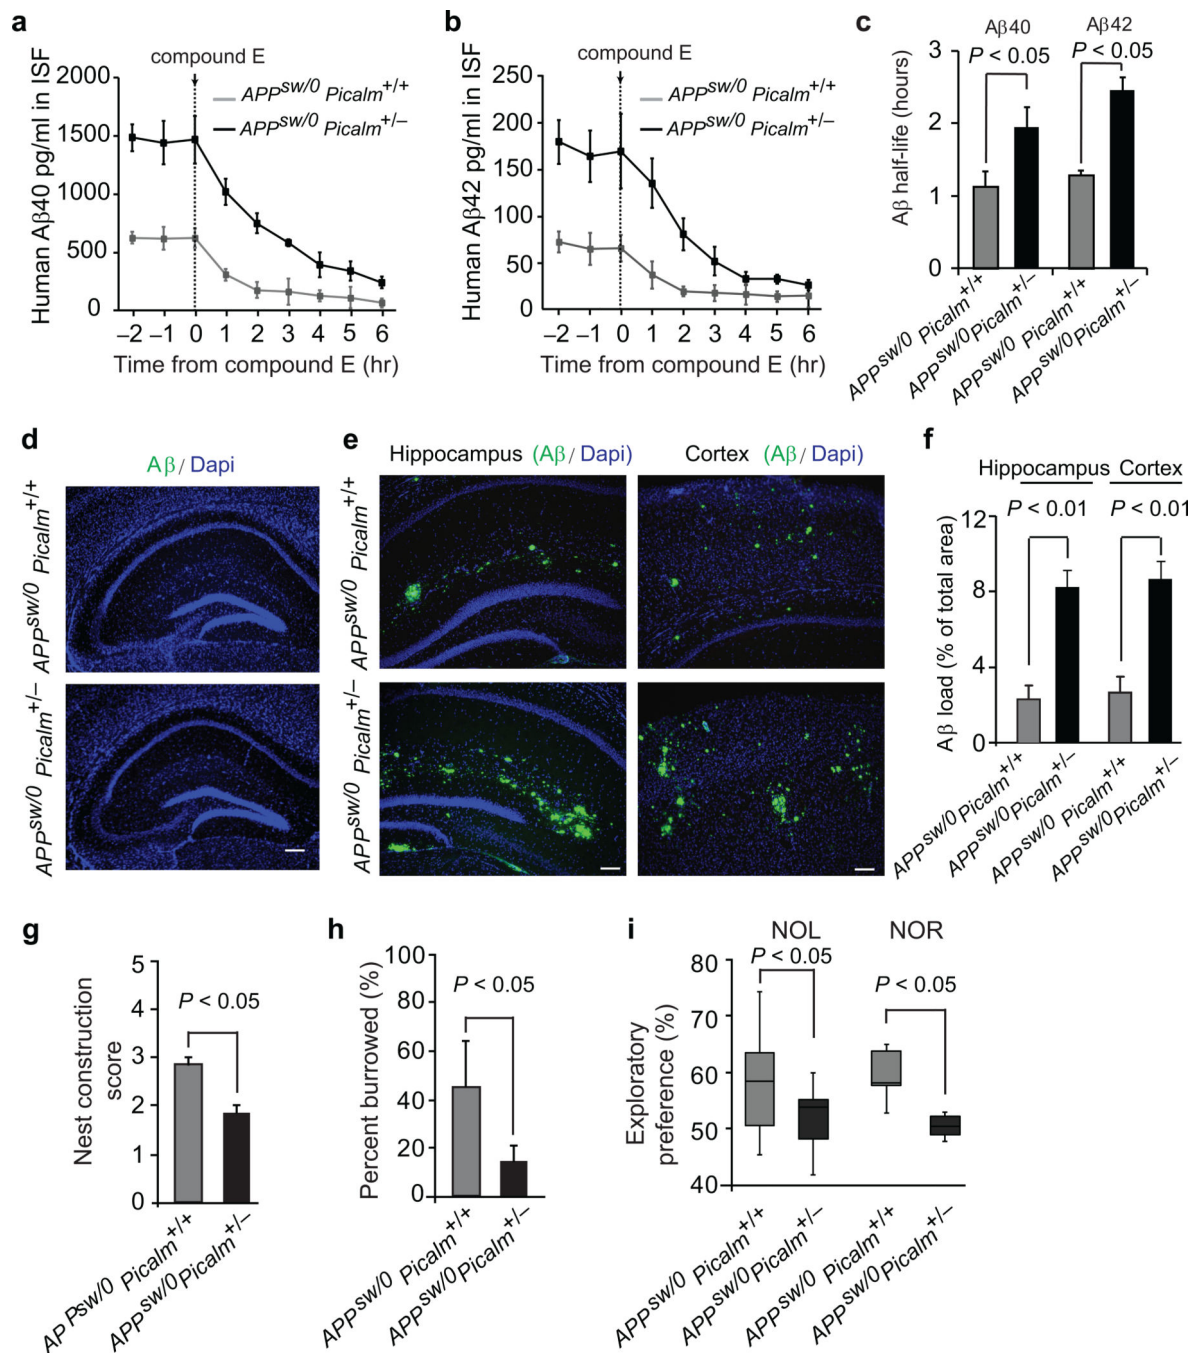 a
compound E
2000
1500
1000
500
0
Human Aβ40 pg/ml in ISF
APPsw/0 Picalm+/+
APPsw/0 Picalm+/–
–2 –1 0 1 2 3 4 5 6
Time from compound E (hr)
b
compound E
250
200
150
100
50
0
Human Aβ42 pg/ml in ISF
APPsw/0 Picalm+/+
APPsw/0 Picalm+/–
–2 –1 0 1 2 3 4 5 6
Time from compound E (hr)
c
Aβ40 Aβ42
P < 0.05 P < 0.05
3
2
1
0
Aβ half-life (hours)
APPsw/0 Picalm+/+
APPsw/0 Picalm+/–
APPsw/0 Picalm+/+
APPsw/0 Picalm+/–
d
Aβ/Dapi
APPsw/0 Picalm+/+
APPsw/0 Picalm+/–
e
Hippocampus (Aβ/Dapi) Cortex (Aβ/Dapi)
APPsw/0 Picalm+/+
APPsw/0 Picalm+/–
f
Hippocampus Cortex
P < 0.01 P < 0.01
12
8
4
0
Aβ load (% of total area)
APPsw/0 Picalm+/+
APPsw/0 Picalm+/–
APPsw/0 Picalm+/+
APPsw/0 Picalm+/–
g
5
4
3
2
1
0
Nest construction
score
P < 0.05
APPsw/0 Picalm+/+
APPsw/0 Picalm+/–
h
100
80
60
40
20
0
Percent burrowed (%)
P < 0.05
APPsw/0 Picalm+/+
APPsw/0 Picalm+/–
i
NOL NOR
P < 0.05 P < 0.05
80
70
60
50
40
Exploratory
preference (%)
APPsw/0 Picalm+/+
APPsw/0 Picalm+/–
APPsw/0 Picalm+/+
APPsw/0 Picalm+/–